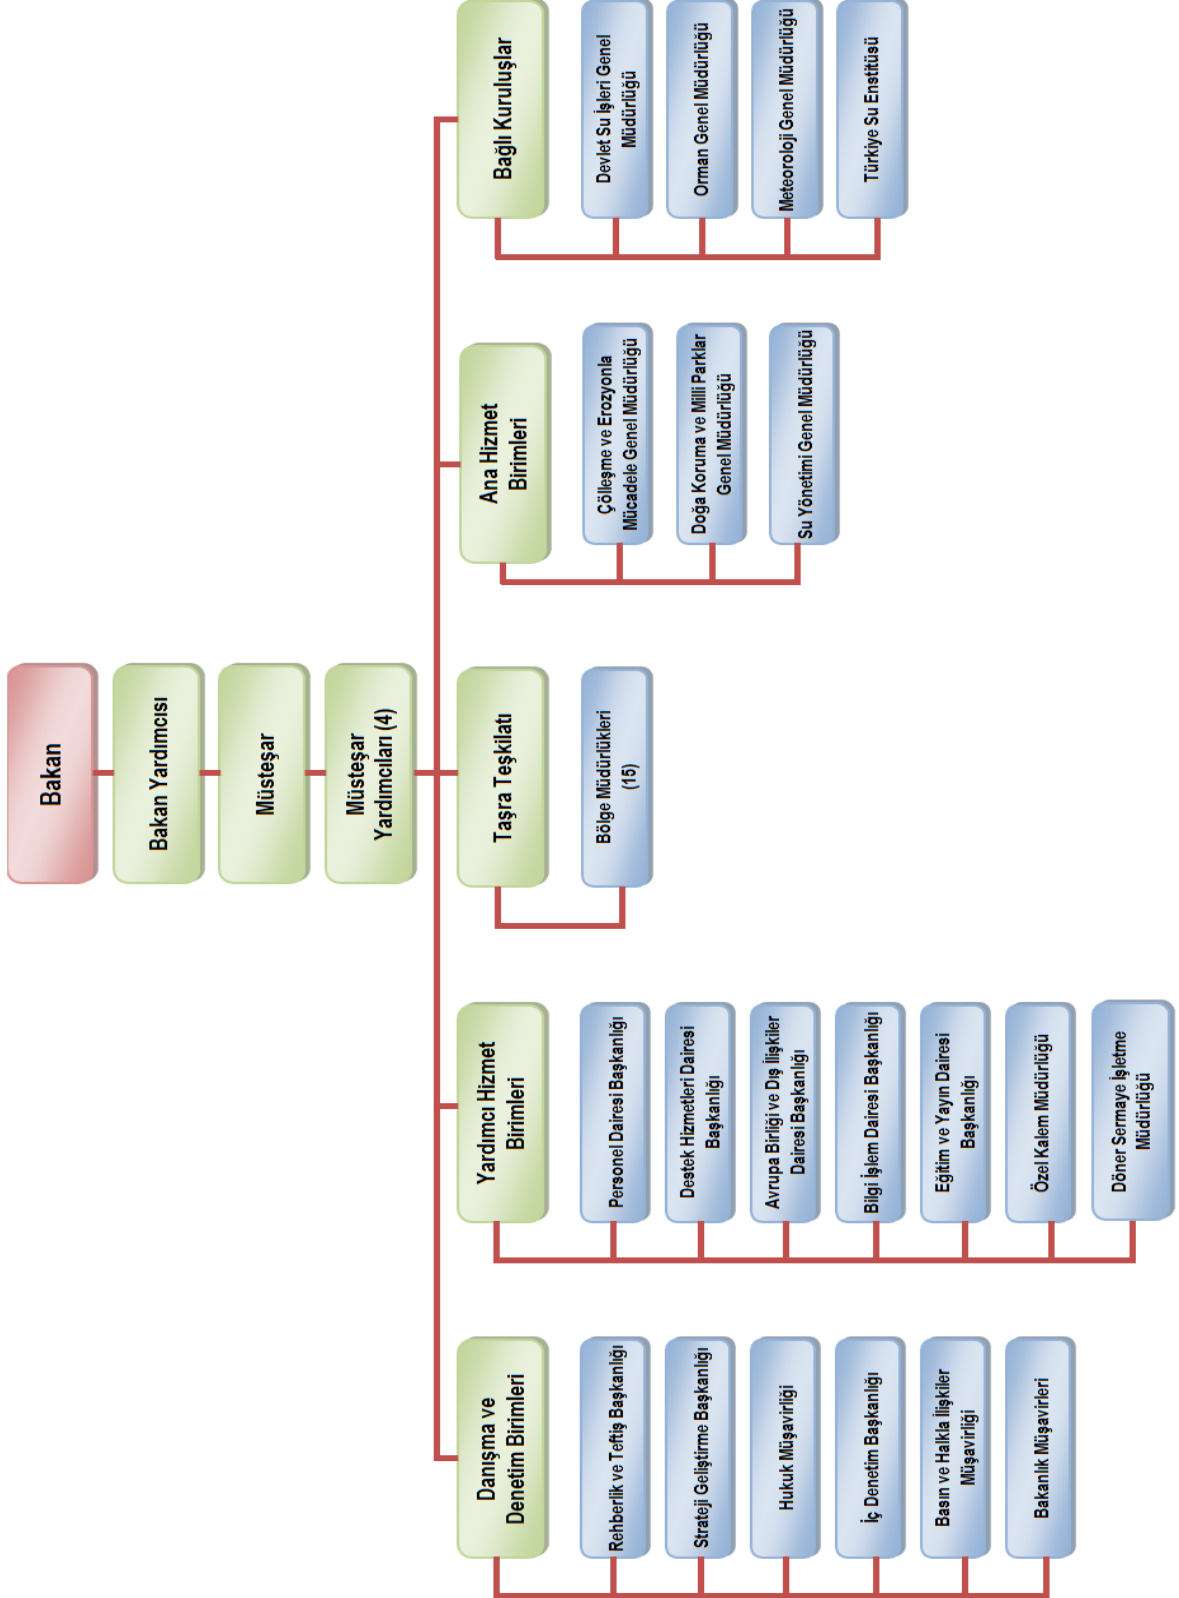 Bakan
Bakan Yardımcısı
Müsteşar
Müsteşar
Yardımcıları (4)
Danışma ve
Denetim Birimleri
Rehberlik ve Teftiş Başkanlığı
Strateji Geliştirme Başkanlığı
Hukuk Müşavirliği
İç Denetim Başkanlığı
Basın ve Halkla İlişkiler
Müşavirliği
Bakanlık Müşavirleri
Yardımcı Hizmet
Birimleri
Personel Dairesi Başkanlığı
Destek Hizmetleri Dairesi
Başkanlığı
Avrupa Birliği ve Dış İlişkiler
Dairesi Başkanlığı
Bilgi İşlem Dairesi Başkanlığı
Eğitim ve Yayın Dairesi
Başkanlığı
Özel Kalem Müdürlüğü
Döner Sermaye İşletme
Müdürlüğü
Taşra Teşkilatı
Bölge Müdürlükleri
(15)
Ana Hizmet
Birimleri
Çölleşme ve Erozyonla
Mücadele Genel Müdürlüğü
Doğa Koruma ve Milli Parklar
Genel Müdürlüğü
Su Yönetimi Genel Müdürlüğü
Bağlı Kuruluşlar
Devlet Su İşleri Genel
Müdürlüğü
Orman Genel Müdürlüğü
Meteoroloji Genel Müdürlüğü
Türkiye Su Enstitüsü